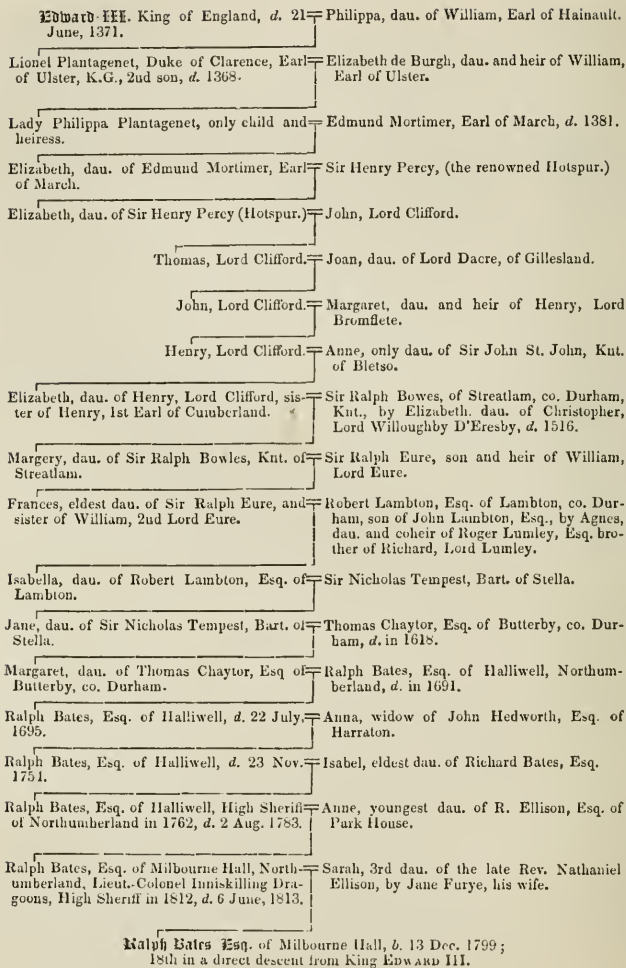 Edward III. King of England, d. 21 June, 1371.
Philippa, dau. of William, Earl of Hainault.
Lionel Plantagenet, Duke of Clarence, Earl
of Ulster, K.G., 2ud son, d. 1368.
Elizabeth de Burgh, dau. and heir of William,
Earl of Ulster.
Lady Philippa Plantagenet, only child and
heiress.
Edmund Mortimer, Earl of March, d. 1381.
Elizabeth, dau. of Edmund Mortimer, Earl
of March.
Sir Henry Percy, (the renowned Hotspur.)
Elizabeth, dau. of Sir Henry Percy (Hotspur.)
John, Lord Clifford.
Thomas, Lord Clifford.
Joan, dau. of Lord Dacre, of Gillesland.
John, Lord Clifford.
Margaret, dau. and heir of Henry, Lord
Bromflete.
Henry, Lord Clifford.
Anne, only dau. of Sir John St. John, Knt.
of Bletso.
Elizabeth, dau. of Henry, Lord Clifford, sis-
ter of Henry, 1st Earl of Cumberland.
Sir Ralph Bowes, of Streatlam, co. Durham,
Knt., by Elizabeth. dau. of Christopher,
Lord Willoughby D'Eresby, d. 1516.
Margery, dau. of Sir Ralph Bowles, Knt. of
Streatlam.
Sir Ralph Eure, son and heir of William,
Lord Eure.
Frances, eldest dau. of Sir Ralph Eure, and
sister of William, 2ud Lord Eure.
Robert Lambton, Esq. of Lambton, co. Dur-
ham, son of John Lambton, Esq., by Agnes,
dau. and coheir of Roger Lumley, Esq. bro-
ther of Richard, Lord Lumley.
Isabella, dau. of Robert Lambton, Esq. of
Lambton.
Sir Nicholas Tempest, Bart. of Stella.
Jane, dau. of Sir Nicholas Tempest, Bart. of
Stella.
Thomas Chaytor, Esq. of Butterby, co. Dur-
ham, d. in 1618.
Margaret, dau. of Thomas Chaytor, Esq of
Butterby, co. Durham.
Ralph Bates, Esq. of Halliwell, Northum-
berland, d. in 1691.
Ralph Bates, Esq. of Halliwell, d. 22 July,
1695.
Anna, widow of John Hedworth, Esq. of
Harraton.
Ralph Bates, Esq. of Halliwell, d. 23 Nov.
1751.
Isabel, eldest dau. of Richard Bates, Esq.
Ralph Bates, Esq. of Halliwell, High Sheriff
of Northumberland in 1762, d. 2 Aug. 1783.
Anne, youngest dau. of R. Ellison, Esq. of
Park House.
Ralph Bates, Esq. of Milbourne Hall, North-
umberland, Lieut.-Colonel Inniskilling Dra-
goons, High Sheriff in 1812, d. 6 June, 1813.
Sarah, 3rd dau. of the late Rev. Nathaniel
Ellison, by Jane Furye, his wife.
Ralph Bates Esq. of Milbourne Hall, b. 13 Dec. 1799;
18th in a direct descent from King EDWARD III.